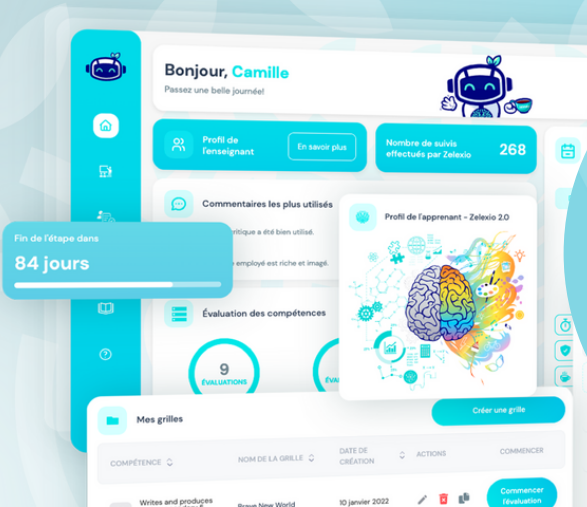 Bonjour, Camille
Passez une belle journée!
Profil de
l'enseignant
En savoir plus
Nombre de suivis
effectués par Zelexio
268
Commentaires les plus utilisés
Profil de l'apprenant - Zelexio 2.0
ritique a été bien utilisé.
employé est riche et imagé.
Fin de l'étape dans
84 jours
Évaluation des compétences
9
ÉVALUATIONS
Mes grilles
Créer une grille
COMPÉTENCE
NOM DE LA GRILLE
DATE DE
CRÉATION
ACTIONS
COMMENCER
Writes and produces
Brave New World
10 janvier 2022
Commencer
l'évaluation